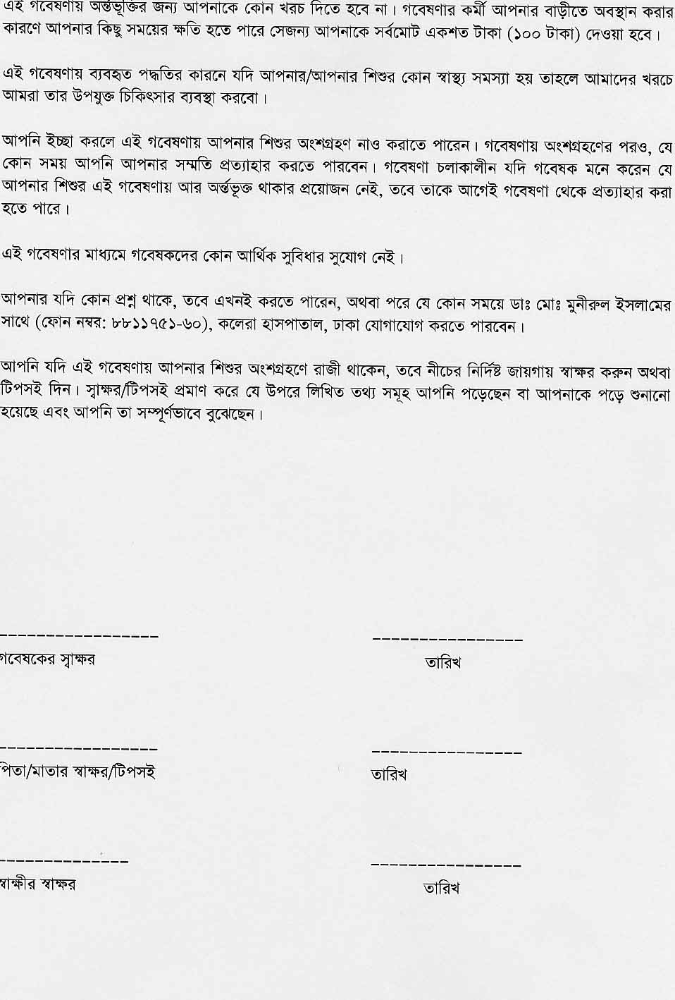 এই গবেষণায় অর্ন্তভূক্তির জন্য আপনাকে কোন খরচ দিতে হবে না। গবেষণার কর্মী আপনার বাড়ীতে অবস্থান করার
কারণে আপনার কিছু সময়ের ক্ষতি হতে পারে সেজন্য আপনাকে সর্বমোট একশত টাকা (১০০ টাকা) দেওয়া হবে।
এই গবেষণায় ব্যবহৃত পদ্ধতির কারনে যদি আপনার/আপনার শিশুর কোন স্বাস্থ্য সমস্যা হয় তাহলে আমাদের খরচে
আমরা তার উপযুক্ত চিকিৎসার ব্যবস্থা করবো।
আপনি ইচ্ছা করলে এই গবেষণায় আপনার শিশুর অংশগ্রহণ নাও করাতে পারেন। গবেষণায় অংশগ্রহণের পরও, যে
কোন সময় আপনি আপনার সম্মতি প্রত্যাহার করতে পারবেন। গবেষণা চলাকালীন যদি গবেষক মনে করেন যে
আপনার শিশুর এই গবেষণায় আর অর্ন্তভূক্ত থাকার প্রয়োজন নেই, তবে তাকে আগেই গবেষণা থেকে প্রত্যাহার করা
হতে পারে।
এই গবেষণার মাধ্যমে গবেষকদের কোন আর্থিক সুবিধার সুযোগ নেই।
আপনার যদি কোন প্রশ্ন থাকে, তবে এখনই করতে পারেন, অথবা পরে যে কোন সময়ে ডাঃ মোঃ মুনীরুল ইসলামের
সাথে (ফোন নম্বর: ৮৮১১৭৫১-৬০), কলেরা হাসপাতাল, ঢাকা যোগাযোগ করতে পারবেন।
আপনি যদি এই গবেষণায় আপনার শিশুর অংশগ্রহণে রাজী থাকেন, তবে নীচের নির্দিষ্ট জায়গায় স্বাক্ষর করুন অথবা
টিপসই দিন। স্বাক্ষর/টিপসই প্রমাণ করে যে উপরে লিখিত তথ্য সমূহ আপনি পড়েছেন বা আপনাকে পড়ে শুনানো
হয়েছে এবং আপনি তা সম্পূর্ণভাবে বুঝেছেন।
গবেষকের স্বাক্ষর
তারিখ
পিতা/মাতার স্বাক্ষর/টিপসই
তারিখ
স্বাক্ষীর স্বাক্ষর
তারিখ